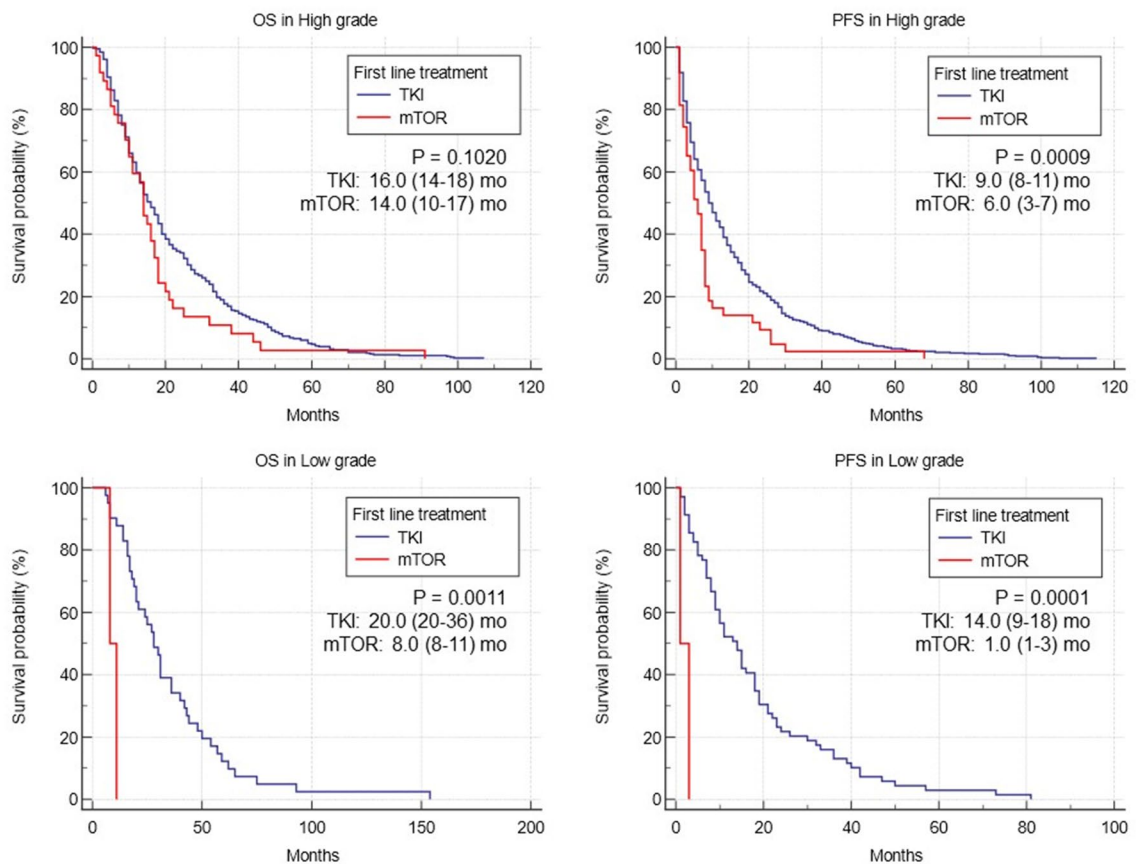 OS in High grade
Survival probability (%)
100
80
60
40
20
0
First line treatment
TKI
mTOR
P = 0.1020
TKI: 16.0 (14-18) mo
mTOR: 14.0 (10-17) mo
0 20 40 60 80 100 120
Months
PFS in High grade
Survival probability (%)
100
80
60
40
20
0
First line treatment
TKI
mTOR
P = 0.0009
TKI: 9.0 (8-11) mo
mTOR: 6.0 (3-7) mo
0 20 40 60 80 100 120
Months
OS in Low grade
Survival probability (%)
100
80
60
40
20
0
First line treatment
TKI
mTOR
P = 0.0011
TKI: 20.0 (20-36) mo
mTOR: 8.0 (8-11) mo
0 50 100 150 200
Months
PFS in Low grade
Survival probability (%)
100
80
60
40
20
0
First line treatment
TKI
mTOR
P = 0.0001
TKI: 14.0 (9-18) mo
mTOR: 1.0 (1-3) mo
0 20 40 60 80 100
Months